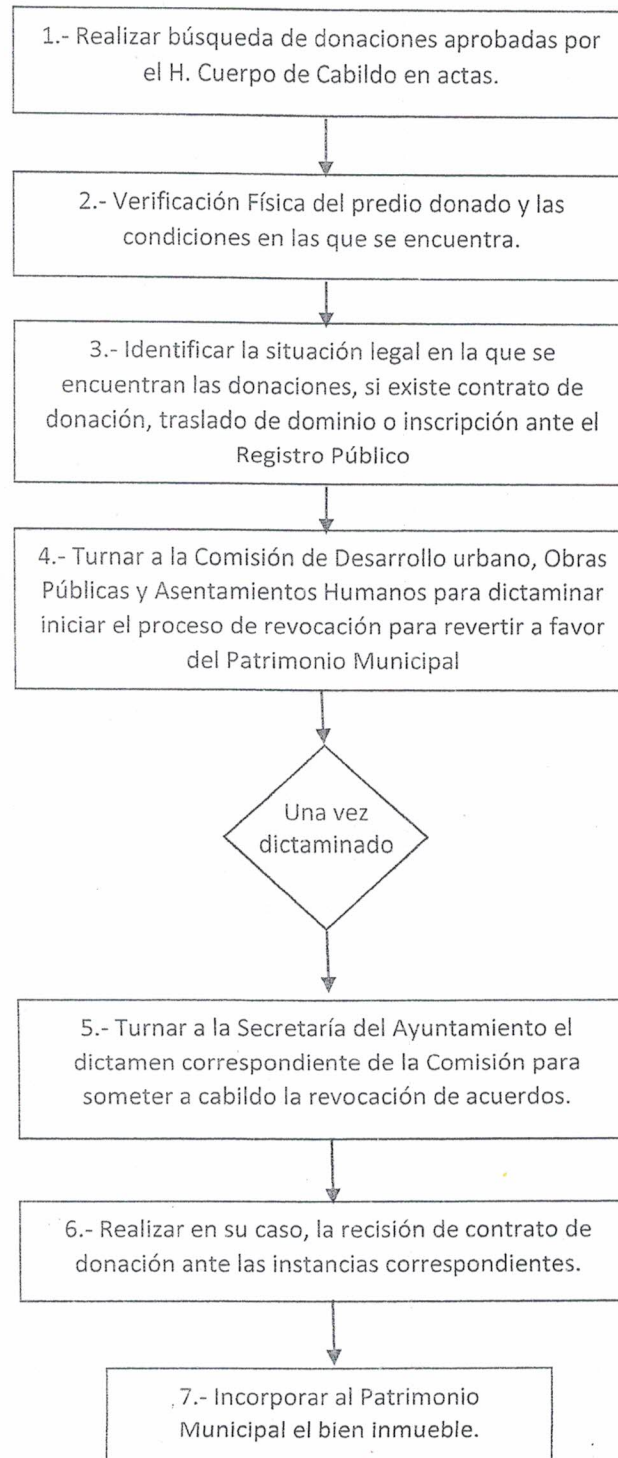 1.- Realizar búsqueda de donaciones aprobadas por
el H. Cuerpo de Cabildo en actas.
2.- Verificación Física del predio donado y las
condiciones en las que se encuentra.
3.- Identificar la situación legal en la que se
encuentran las donaciones, si existe contrato de
donación, traslado de dominio o inscripción ante el
Registro Público
4.- Turnar a la Comisión de Desarrollo urbano, Obras
Públicas y Asentamientos Humanos para dictaminar
iniciar el proceso de revocación para revertir a favor
del Patrimonio Municipal
Una vez
dictaminado
5.- Turnar a la Secretaría del Ayuntamiento el
dictamen correspondiente de la Comisión para
someter a cabildo la revocación de acuerdos.
6.- Realizar en su caso, la recisión de contrato de
donación ante las instancias correspondientes.
7.- Incorporar al Patrimonio
Municipal el bien inmueble.